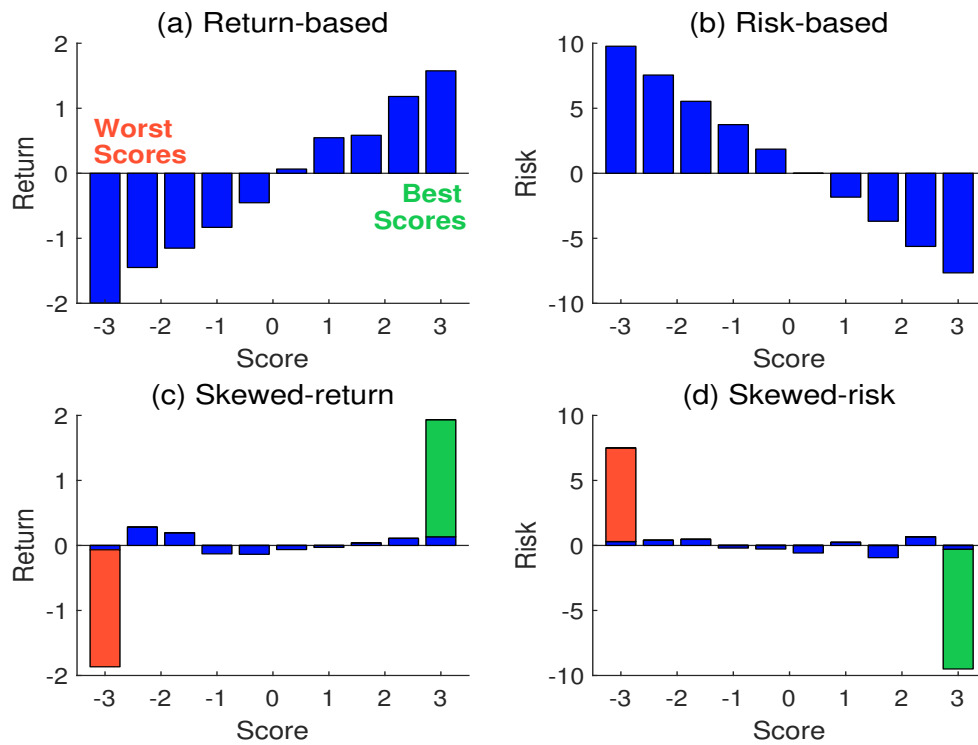 (a) Return-based
2
1
0
-1
-2
Return
Worst
Scores
Best
Scores
-3 -2 -1 0 1 2 3
Score
(b) Risk-based
10
5
0
-5
-10
Risk
-3 -2 -1 0 1 2 3
Score
(c) Skewed-return
2
1
0
-1
-2
Return
-3 -2 -1 0 1 2 3
Score
(d) Skewed-risk
10
5
0
-5
-10
Risk
-3 -2 -1 0 1 2 3
Score